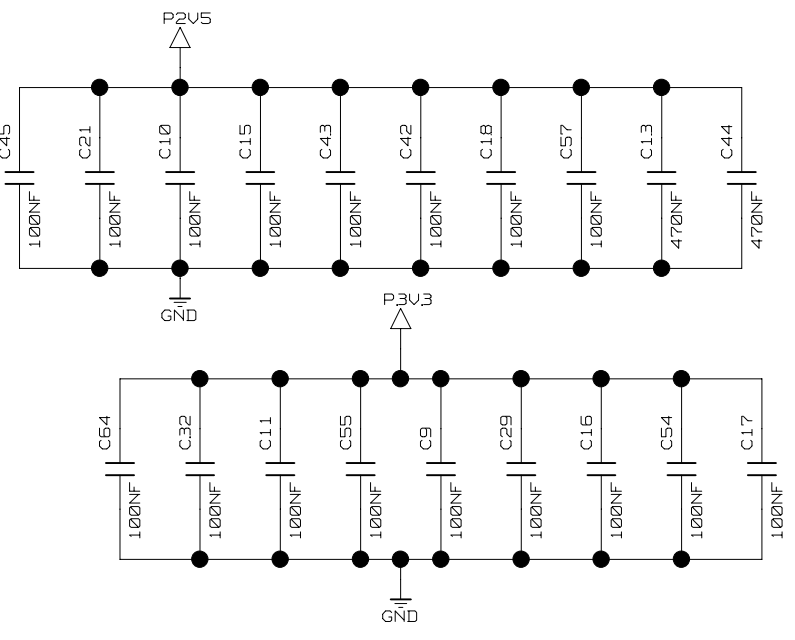 P2V5
C45 C21 C10 C15 C43 C42 C18 C57 C13 C44
100NF 100NF 100NF 100NF 100NF 100NF 100NF 100NF 470NF 470NF
GND
P3V3
C64 C32 C11 C55 C9 C29 C16 C54 C17
100NF 100NF 100NF 100NF 100NF 100NF 100NF 100NF 100NF
GND